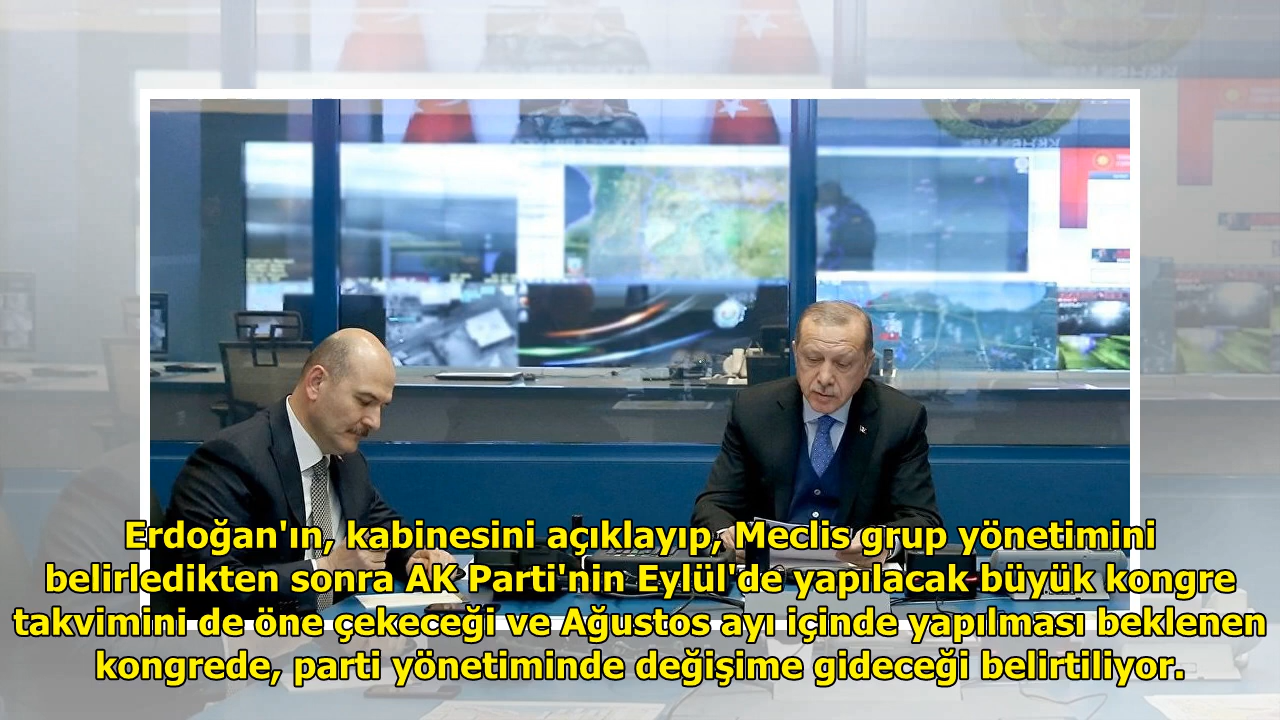 Erdoğan'ın, kabinesini açıklayıp, Meclis grup yönetimini
belirledikten sonra AK Parti'nin Eylül'de yapılacak büyük kongre
takvimini de öne çekeceği ve Ağustos ayı içinde yapılması beklenen
kongrede, parti yönetiminde değişime gideceği belirtiliyor.